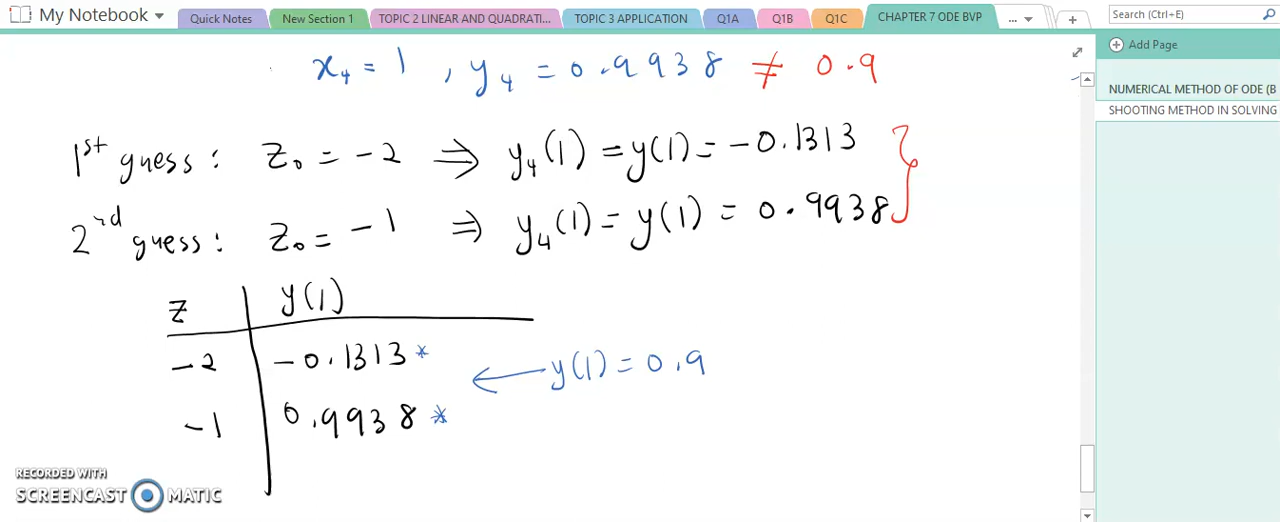 My Notebook
Quick Notes
New Section 1
TOPIC 2 LINEAR AND QUADRATI...
TOPIC 3 APPLICATION
Q1A
Q1B
Q1C
CHAPTER 7 ODE BVP
...
+
Search (Ctrl+E)
Add Page
NUMERICAL METHOD OF ODE (B
SHOOTING METHOD IN SOLVING
x₄ = 1 , y₄ = 0.9938 ≠ 0.9
1st guess : z₀ = -2 ⇒ y₄(1) = y(1) = -0.1313
2nd guess : z₀ = -1 ⇒ y₄(1) = y(1) = 0.9938
z y(1)
-2 -0.1313 * ← y(1) = 0.9
-1 0.9938 *
RECORDED WITH
SCREENCAST MATIC